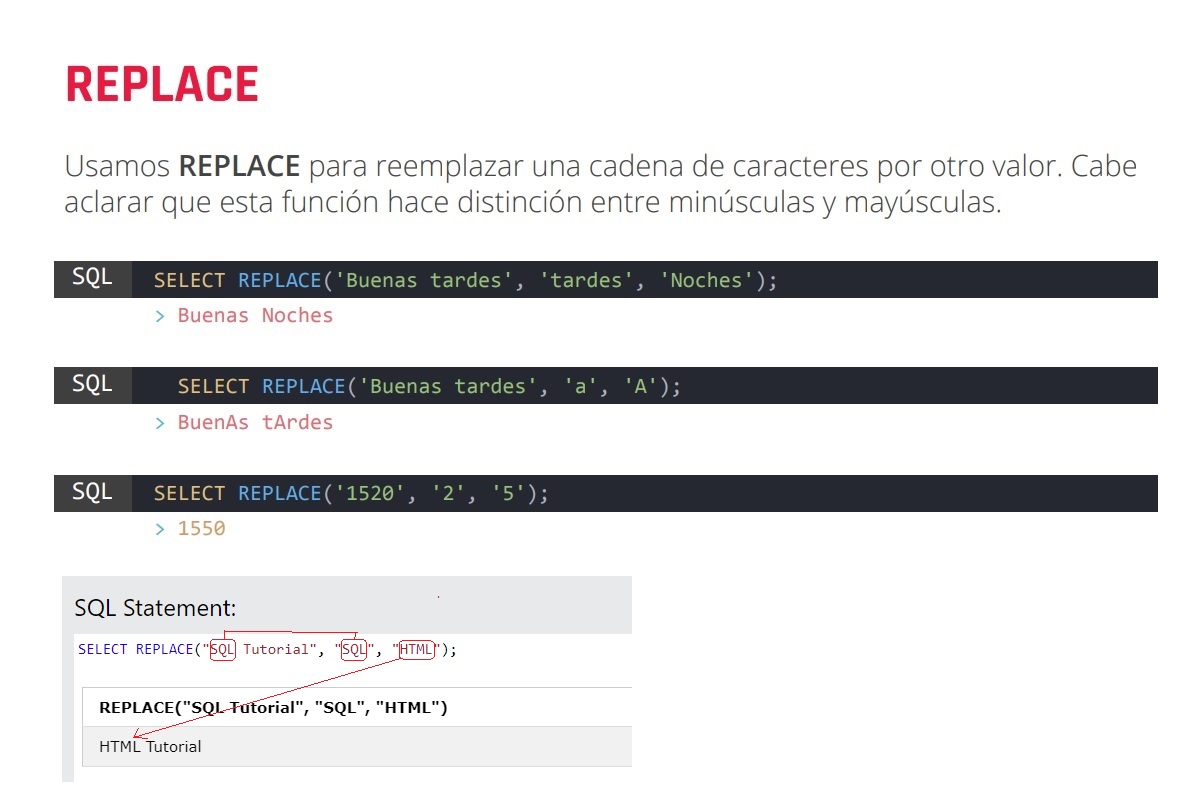 REPLACE
Usamos REPLACE para reemplazar una cadena de caracteres por otro valor. Cabe
aclarar que esta función hace distinción entre minúsculas y mayúsculas.
SQL SELECT REPLACE('Buenas tardes', 'tardes', 'Noches');
> Buenas Noches
SQL SELECT REPLACE('Buenas tardes', 'a', 'A');
> BuenAs tArdes
SQL SELECT REPLACE('1520', '2', '5');
> 1550
SQL Statement:
SELECT REPLACE("SQL Tutorial", "SQL", "HTML");
REPLACE("SQL Tutorial", "SQL", "HTML")
HTML Tutorial